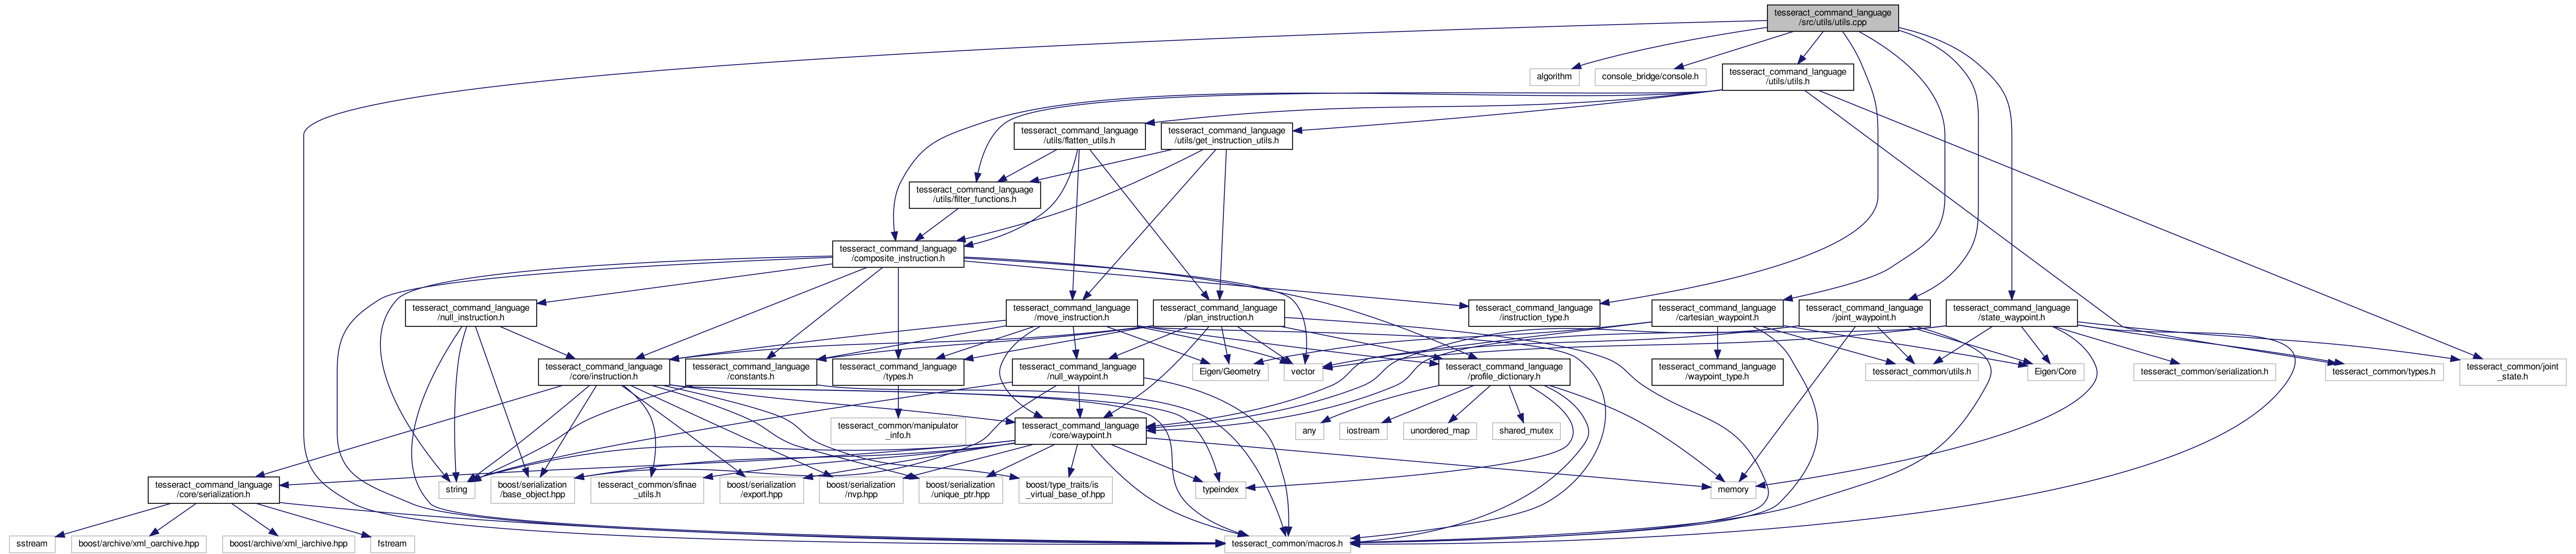 tesseract_command_language
/src/utils/utils.cpp
algorithm
console_bridge/console.h
tesseract_command_language
/utils/utils.h
tesseract_command_language
/utils/flatten_utils.h
tesseract_command_language
/utils/get_instruction_utils.h
tesseract_command_language
/utils/filter_functions.h
tesseract_command_language
/composite_instruction.h
tesseract_command_language
/null_instruction.h
tesseract_command_language
/move_instruction.h
tesseract_command_language
/plan_instruction.h
tesseract_command_language
/instruction_type.h
tesseract_command_language
/cartesian_waypoint.h
tesseract_command_language
/joint_waypoint.h
tesseract_command_language
/state_waypoint.h
tesseract_command_language
/core/instruction.h
tesseract_command_language
/constants.h
tesseract_command_language
/types.h
tesseract_command_language
/null_waypoint.h
Eigen/Geometry
vector
tesseract_command_language
/profile_dictionary.h
tesseract_command_language
/waypoint_type.h
tesseract_common/utils.h
Eigen/Core
tesseract_common/serialization.h
tesseract_common/types.h
tesseract_common/joint
_state.h
tesseract_common/manipulator
_info.h
tesseract_command_language
/core/waypoint.h
any
iostream
unordered_map
shared_mutex
tesseract_command_language
/core/serialization.h
string
boost/serialization
/base_object.hpp
tesseract_common/sfinae
_utils.h
boost/serialization
/export.hpp
boost/serialization
/nvp.hpp
boost/serialization
/unique_ptr.hpp
boost/type_traits/is
_virtual_base_of.hpp
typeindex
memory
sstream
boost/archive/xml_oarchive.hpp
boost/archive/xml_iarchive.hpp
fstream
tesseract_common/macros.h